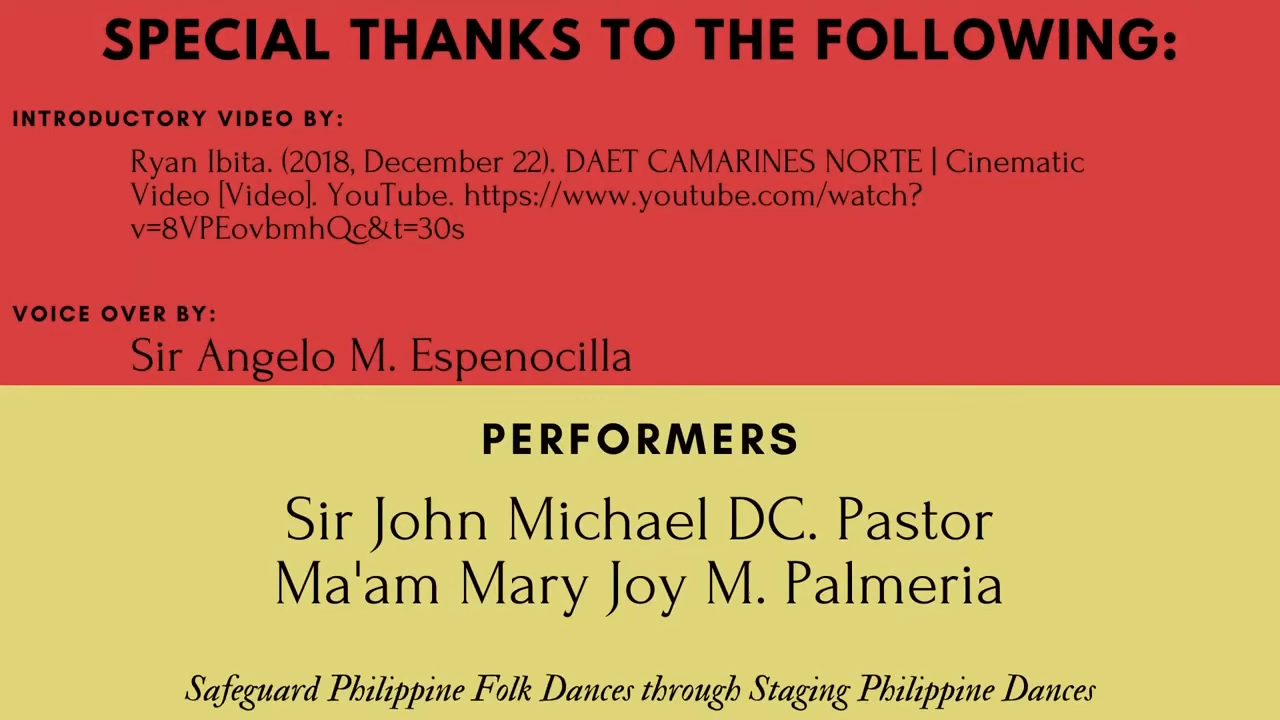 SPECIAL THANKS TO THE FOLLOWING:
INTRODUCTORY VIDEO BY:
Ryan Ibita. (2018, December 22). DAET CAMARINES NORTE | Cinematic
Video [Video]. YouTube. https://www.youtube.com/watch?
v=8VPEovbmhQc&t=30s
VOICE OVER BY:
Sir Angelo M. Espenocilla
PERFORMERS
Sir John Michael DC. Pastor
Ma'am Mary Joy M. Palmeria
Safeguard Philippine Folk Dances through Staging Philippine Dances